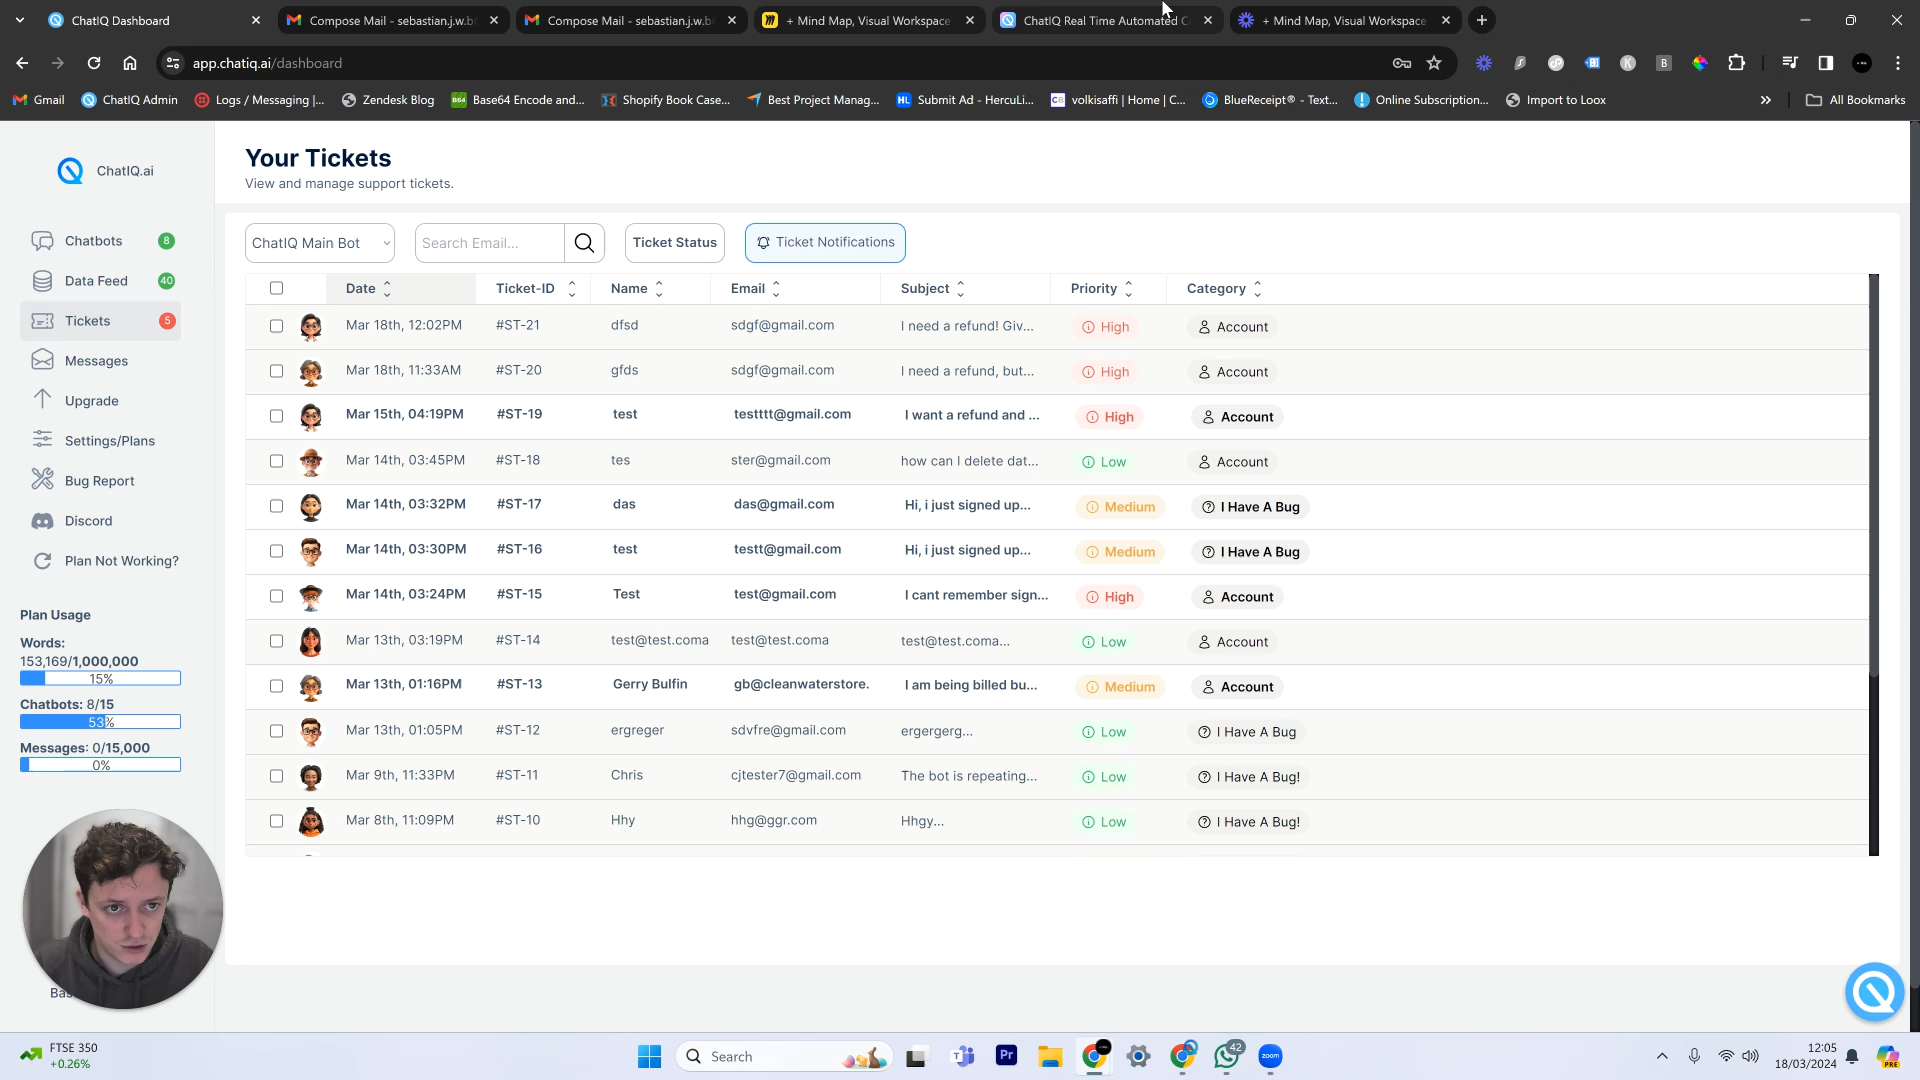 ChatIQ Dashboard
Compose Mail - sebastian.j.w.b
Compose Mail - sebastian.j.w.b
+ Mind Map, Visual Workspace
ChatIQ Real Time Automated C
+ Mind Map, Visual Workspace
app.chatiq.ai/dashboard
Gmail
ChatIQ Admin
Logs / Messaging |...
Zendesk Blog
Base64 Encode and...
Shopify Book Case...
Best Project Manag...
Submit Ad - HercuLi...
volkisaffi | Home | C...
BlueReceipt® - Text...
Online Subscription...
Import to Loox
All Bookmarks
ChatIQ.ai
Chatbots 8
Data Feed 40
Tickets 5
Messages
Upgrade
Settings/Plans
Bug Report
Discord
Plan Not Working?
Plan Usage
Words:
153,169/1,000,000
15%
Chatbots: 8/15
53%
Messages: 0/15,000
0%
Bas
Your Tickets
View and manage support tickets.
ChatIQ Main Bot
Search Email...
Ticket Status
Ticket Notifications
Date Ticket-ID Name Email Subject Priority Category
Mar 18th, 12:02PM #ST-21 dfsd sdgf@gmail.com I need a refund! Giv... High Account
Mar 18th, 11:33AM #ST-20 gfds sdgf@gmail.com I need a refund, but... High Account
Mar 15th, 04:19PM #ST-19 test testttt@gmail.com I want a refund and ... High Account
Mar 14th, 03:45PM #ST-18 tes ster@gmail.com how can I delete dat... Low Account
Mar 14th, 03:32PM #ST-17 das das@gmail.com Hi, i just signed up... Medium I Have A Bug
Mar 14th, 03:30PM #ST-16 test testt@gmail.com Hi, i just signed up... Medium I Have A Bug
Mar 14th, 03:24PM #ST-15 Test test@gmail.com I cant remember sign... High Account
Mar 13th, 03:19PM #ST-14 test@test.coma test@test.coma test@test.coma... Low Account
Mar 13th, 01:16PM #ST-13 Gerry Bulfin gb@cleanwaterstore. I am being billed bu... Medium Account
Mar 13th, 01:05PM #ST-12 ergreger sdvfre@gmail.com ergergerg... Low I Have A Bug
Mar 9th, 11:33PM #ST-11 Chris cjtester7@gmail.com The bot is repeating... Low I Have A Bug!
Mar 8th, 11:09PM #ST-10 Hhy hhg@ggr.com Hhgy... Low I Have A Bug!
FTSE 350
+0.26%
Search
Pr
42
zoom
12:05
18/03/2024
PRE